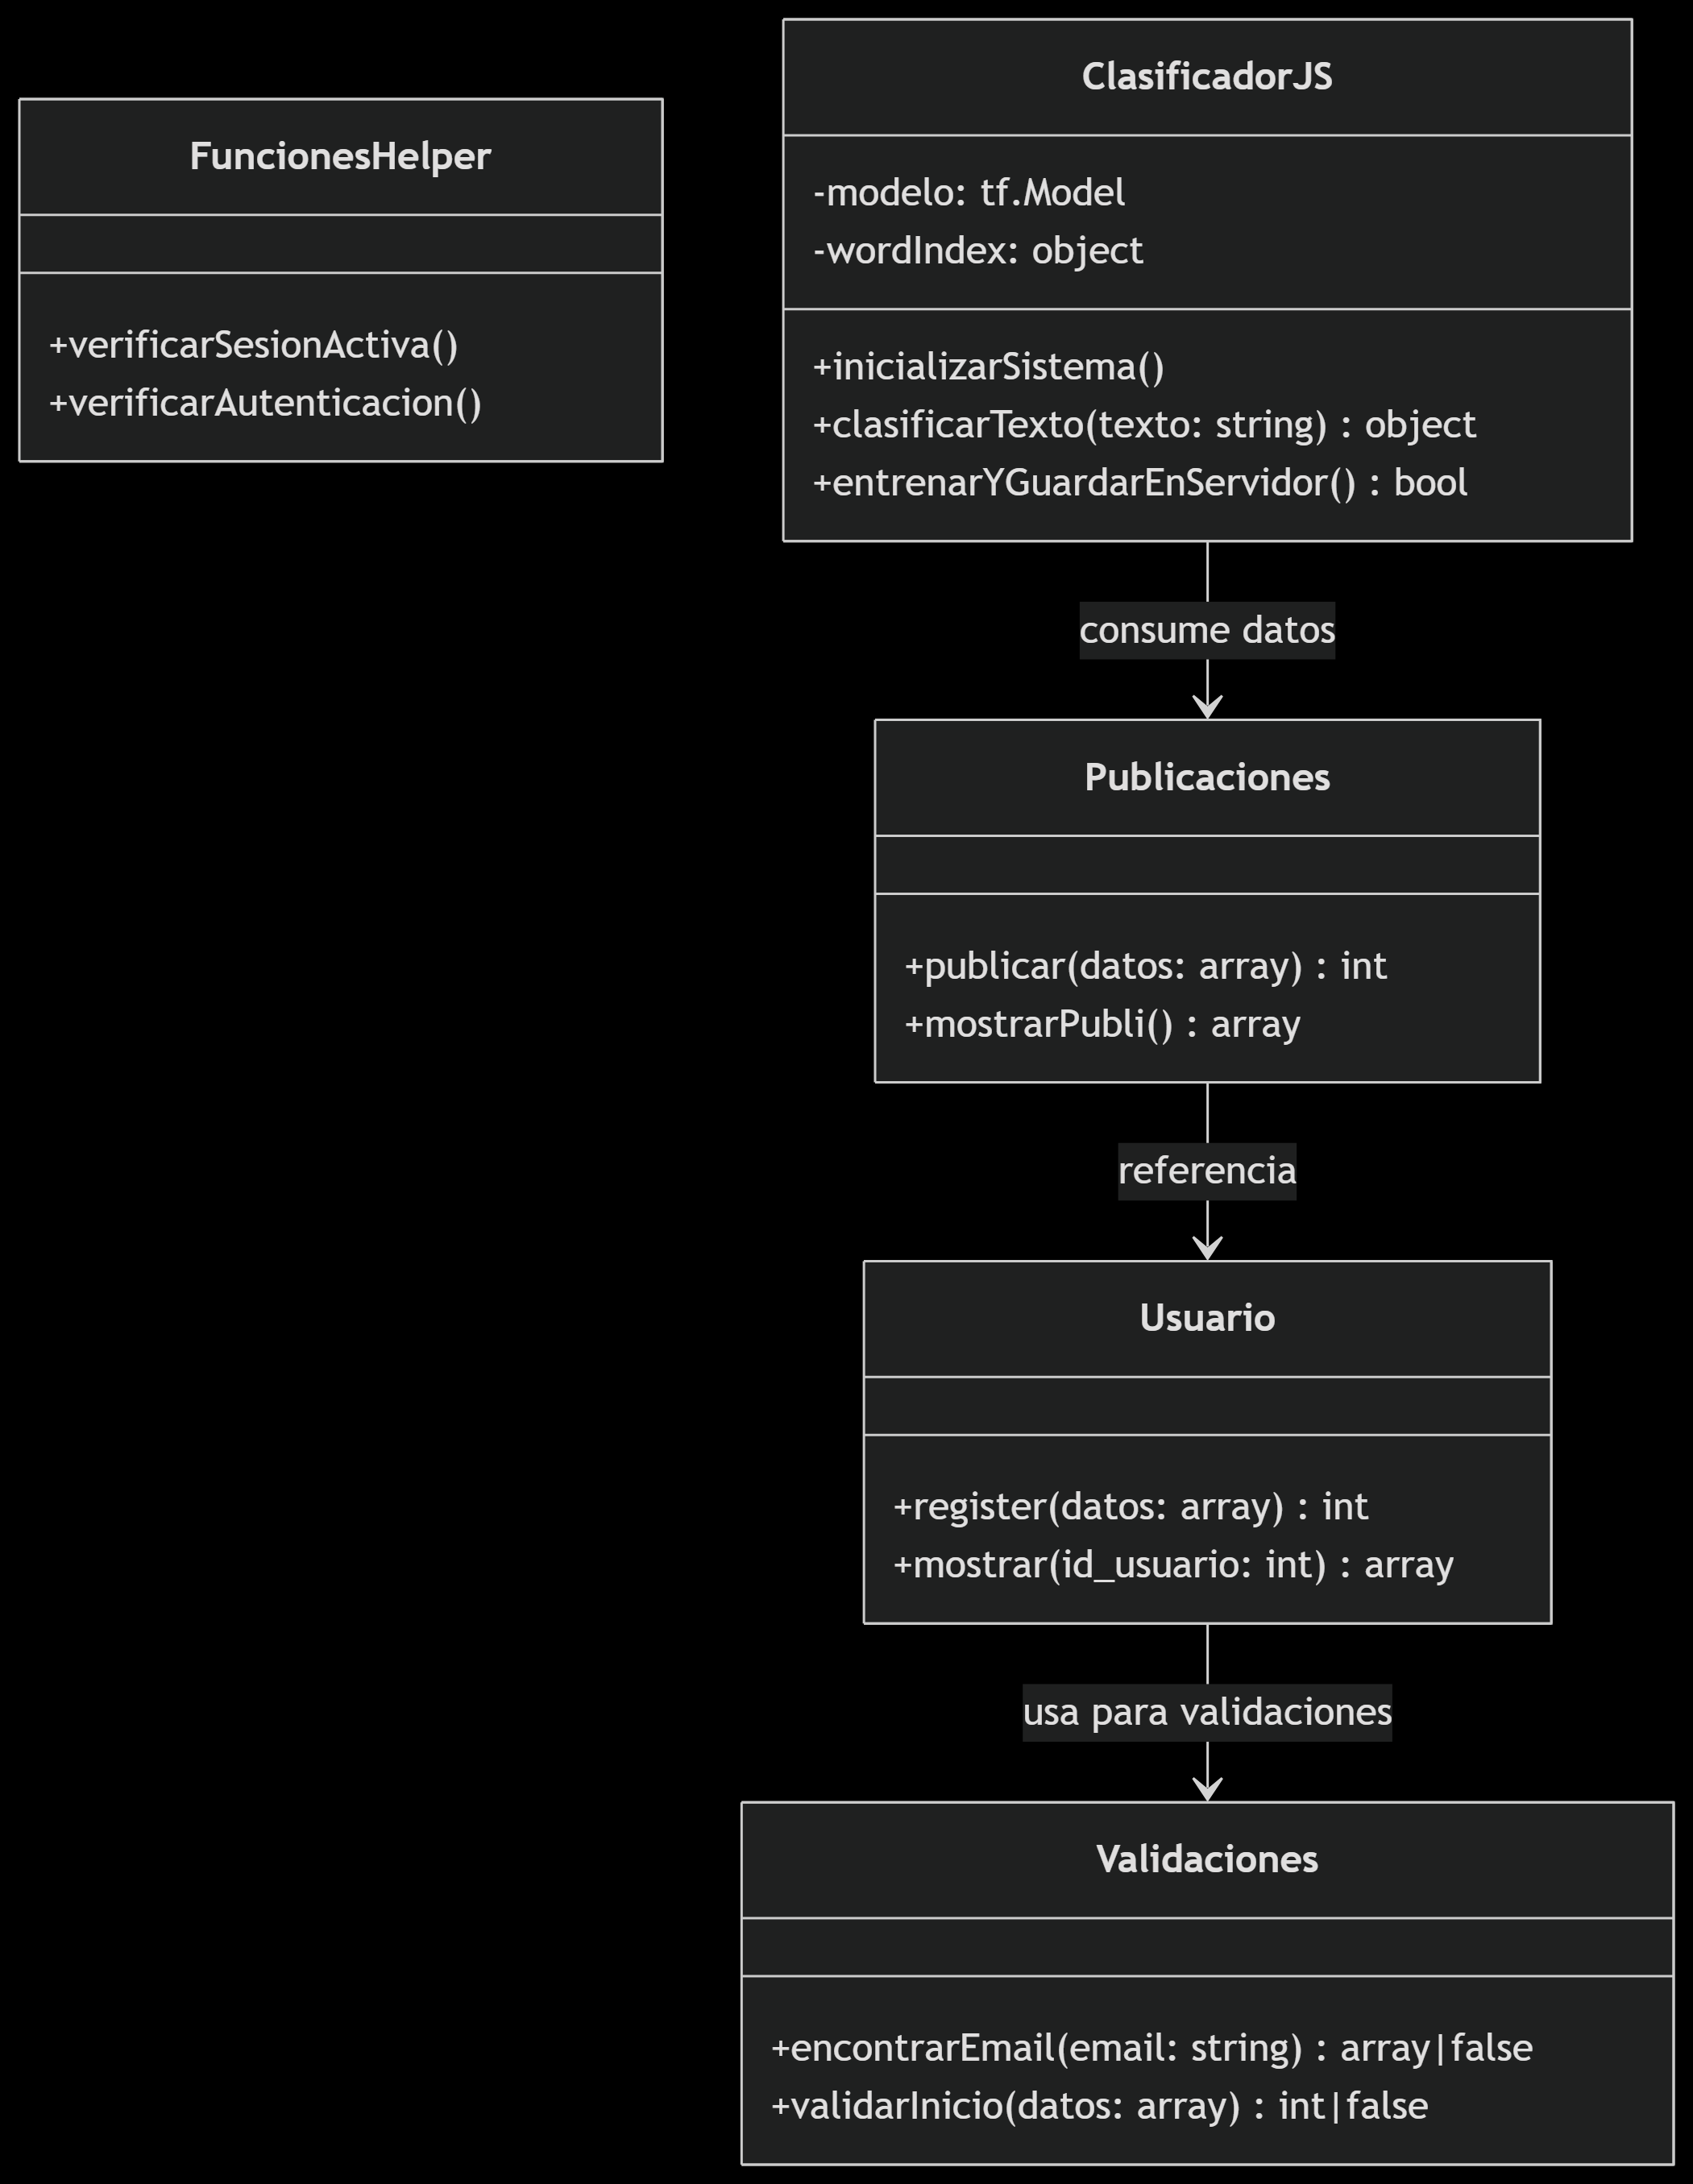 FuncionesHelper
+verificarSesionActiva()
+verificarAutenticacion()
ClasificadorJS
-modelo: tf.Model
-wordIndex: object
+inicializarSistema()
+clasificarTexto(texto: string) : object
+entrenarYGuardarEnServidor() : bool
consume datos
Publicaciones
+publicar(datos: array) : int
+mostrarPubli() : array
referencia
Usuario
+register(datos: array) : int
+mostrar(id_usuario: int) : array
usa para validaciones
Validaciones
+encontrarEmail(email: string) : array|false
+validarInicio(datos: array) : int|false